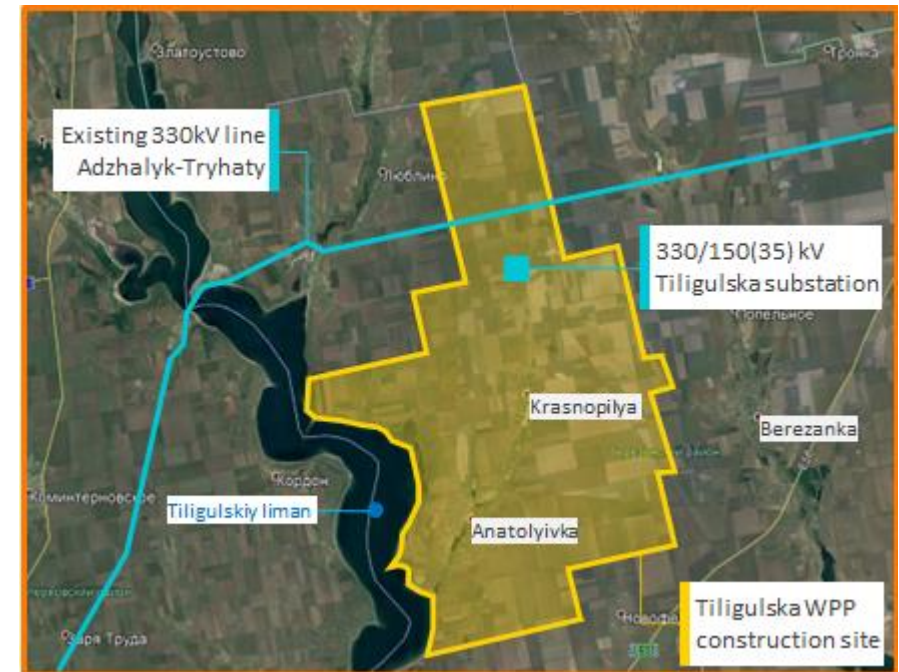 Златоустово
Тронка
Existing 330kV line
Adzhalyk-Tryhaty
Люблино
330/150(35) kV
Tiligulska substation
Попельное
Krasnopilya
Berezanka
Кордон
Коминтерновское
Tiligulskiy liman
Anatolyivka
Заря Труда
Tiligulska WPP
construction site